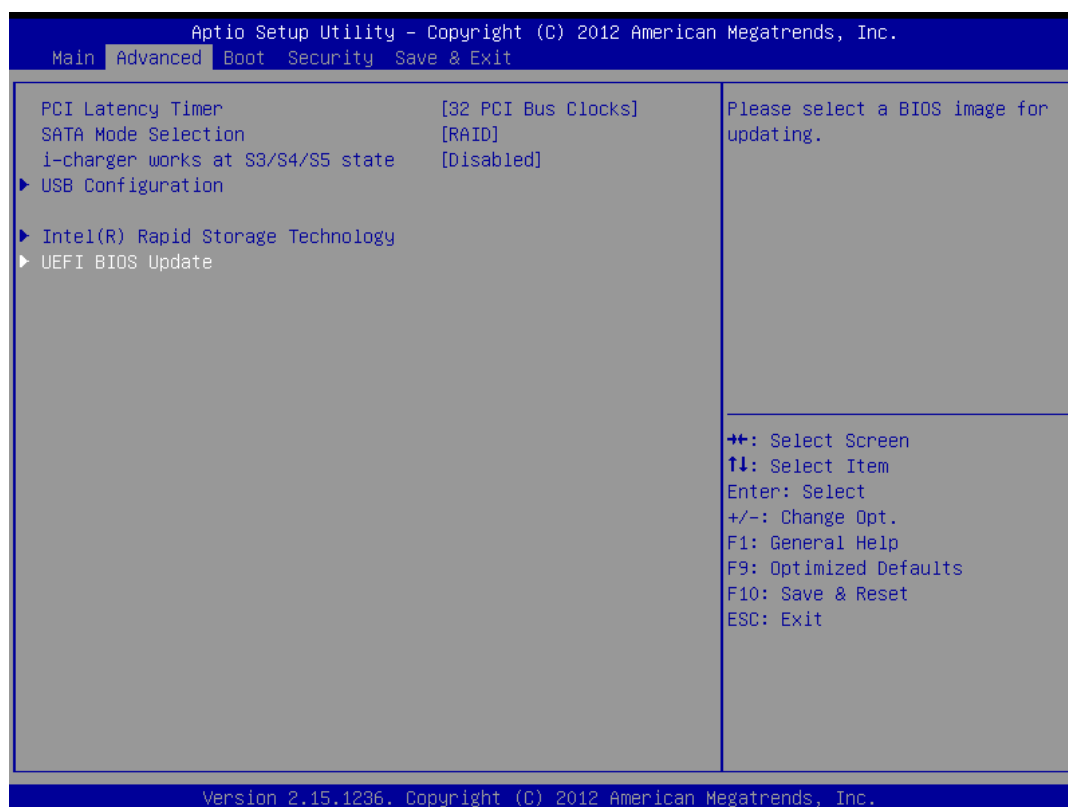 Aptio Setup Utility – Copyright (C) 2012 American Megatrends, Inc.
Main Advanced Boot Security Save & Exit
PCI Latency Timer [32 PCI Bus Clocks]
SATA Mode Selection [RAID]
i-charger works at S3/S4/S5 state [Disabled]
▶ USB Configuration
▶ Intel(R) Rapid Storage Technology
▶ UEFI BIOS Update
Please select a BIOS image for
updating.
→←: Select Screen
↑↓: Select Item
Enter: Select
+/-: Change Opt.
F1: General Help
F9: Optimized Defaults
F10: Save & Reset
ESC: Exit
Version 2.15.1236. Copyright (C) 2012 American Megatrends, Inc.